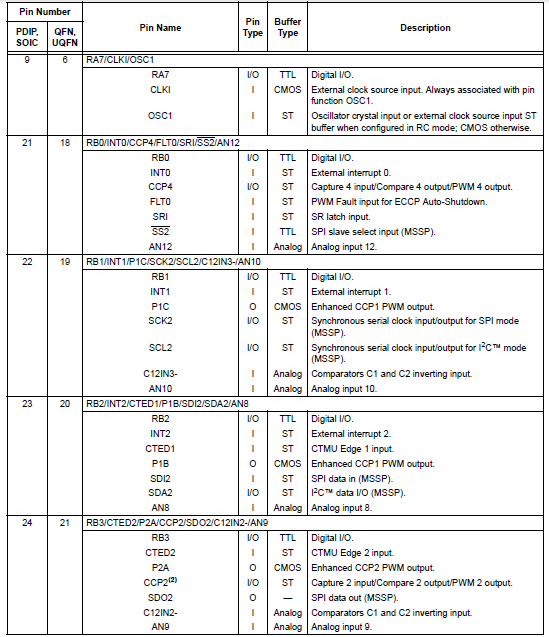 Pin Number
Pin Name
Pin Type
Buffer Type
Description
PDIP, SOIC
QFN, UQFN
9 6 RA7/CLKI/OSC1
RA7 I/O TTL Digital I/O.
CLKI I CMOS External clock source input. Always associated with pin
function OSC1.
OSC1 I ST Oscillator crystal input or external clock source input ST
buffer when configured in RC mode; CMOS otherwise.
21 18 RB0/INT0/CCP4/FLT0/SRI/SS2/AN12
RB0 I/O TTL Digital I/O.
INT0 I ST External interrupt 0.
CCP4 I/O ST Capture 4 input/Compare 4 output/PWM 4 output.
FLT0 I ST PWM Fault input for ECCP Auto-Shutdown.
SRI I ST SR latch input.
SS2 I TTL SPI slave select input (MSSP).
AN12 I Analog Analog input 12.
22 19 RB1/INT1/P1C/SCK2/SCL2/C12IN3-/AN10
RB1 I/O TTL Digital I/O.
INT1 I ST External interrupt 1.
P1C O CMOS Enhanced CCP1 PWM output.
SCK2 I/O ST Synchronous serial clock input/output for SPI mode
(MSSP).
SCL2 I/O ST Synchronous serial clock input/output for I²C™ mode
(MSSP).
C12IN3- I Analog Comparators C1 and C2 inverting input.
AN10 I Analog Analog input 10.
23 20 RB2/INT2/CTED1/P1B/SDI2/SDA2/AN8
RB2 I/O TTL Digital I/O.
INT2 I ST External interrupt 2.
CTED1 I ST CTMU Edge 1 input.
P1B O CMOS Enhanced CCP1 PWM output.
SDI2 I ST SPI data in (MSSP).
SDA2 I/O ST I²C™ data I/O (MSSP).
AN8 I Analog Analog input 8.
24 21 RB3/CTED2/P2A/CCP2/SDO2/C12IN2-/AN9
RB3 I/O TTL Digital I/O.
CTED2 I ST CTMU Edge 2 input.
P2A O CMOS Enhanced CCP2 PWM output.
CCP2(2) I/O ST Capture 2 input/Compare 2 output/PWM 2 output.
SDO2 O — SPI data out (MSSP).
C12IN2- I Analog Comparators C1 and C2 inverting input.
AN9 I Analog Analog input 9.